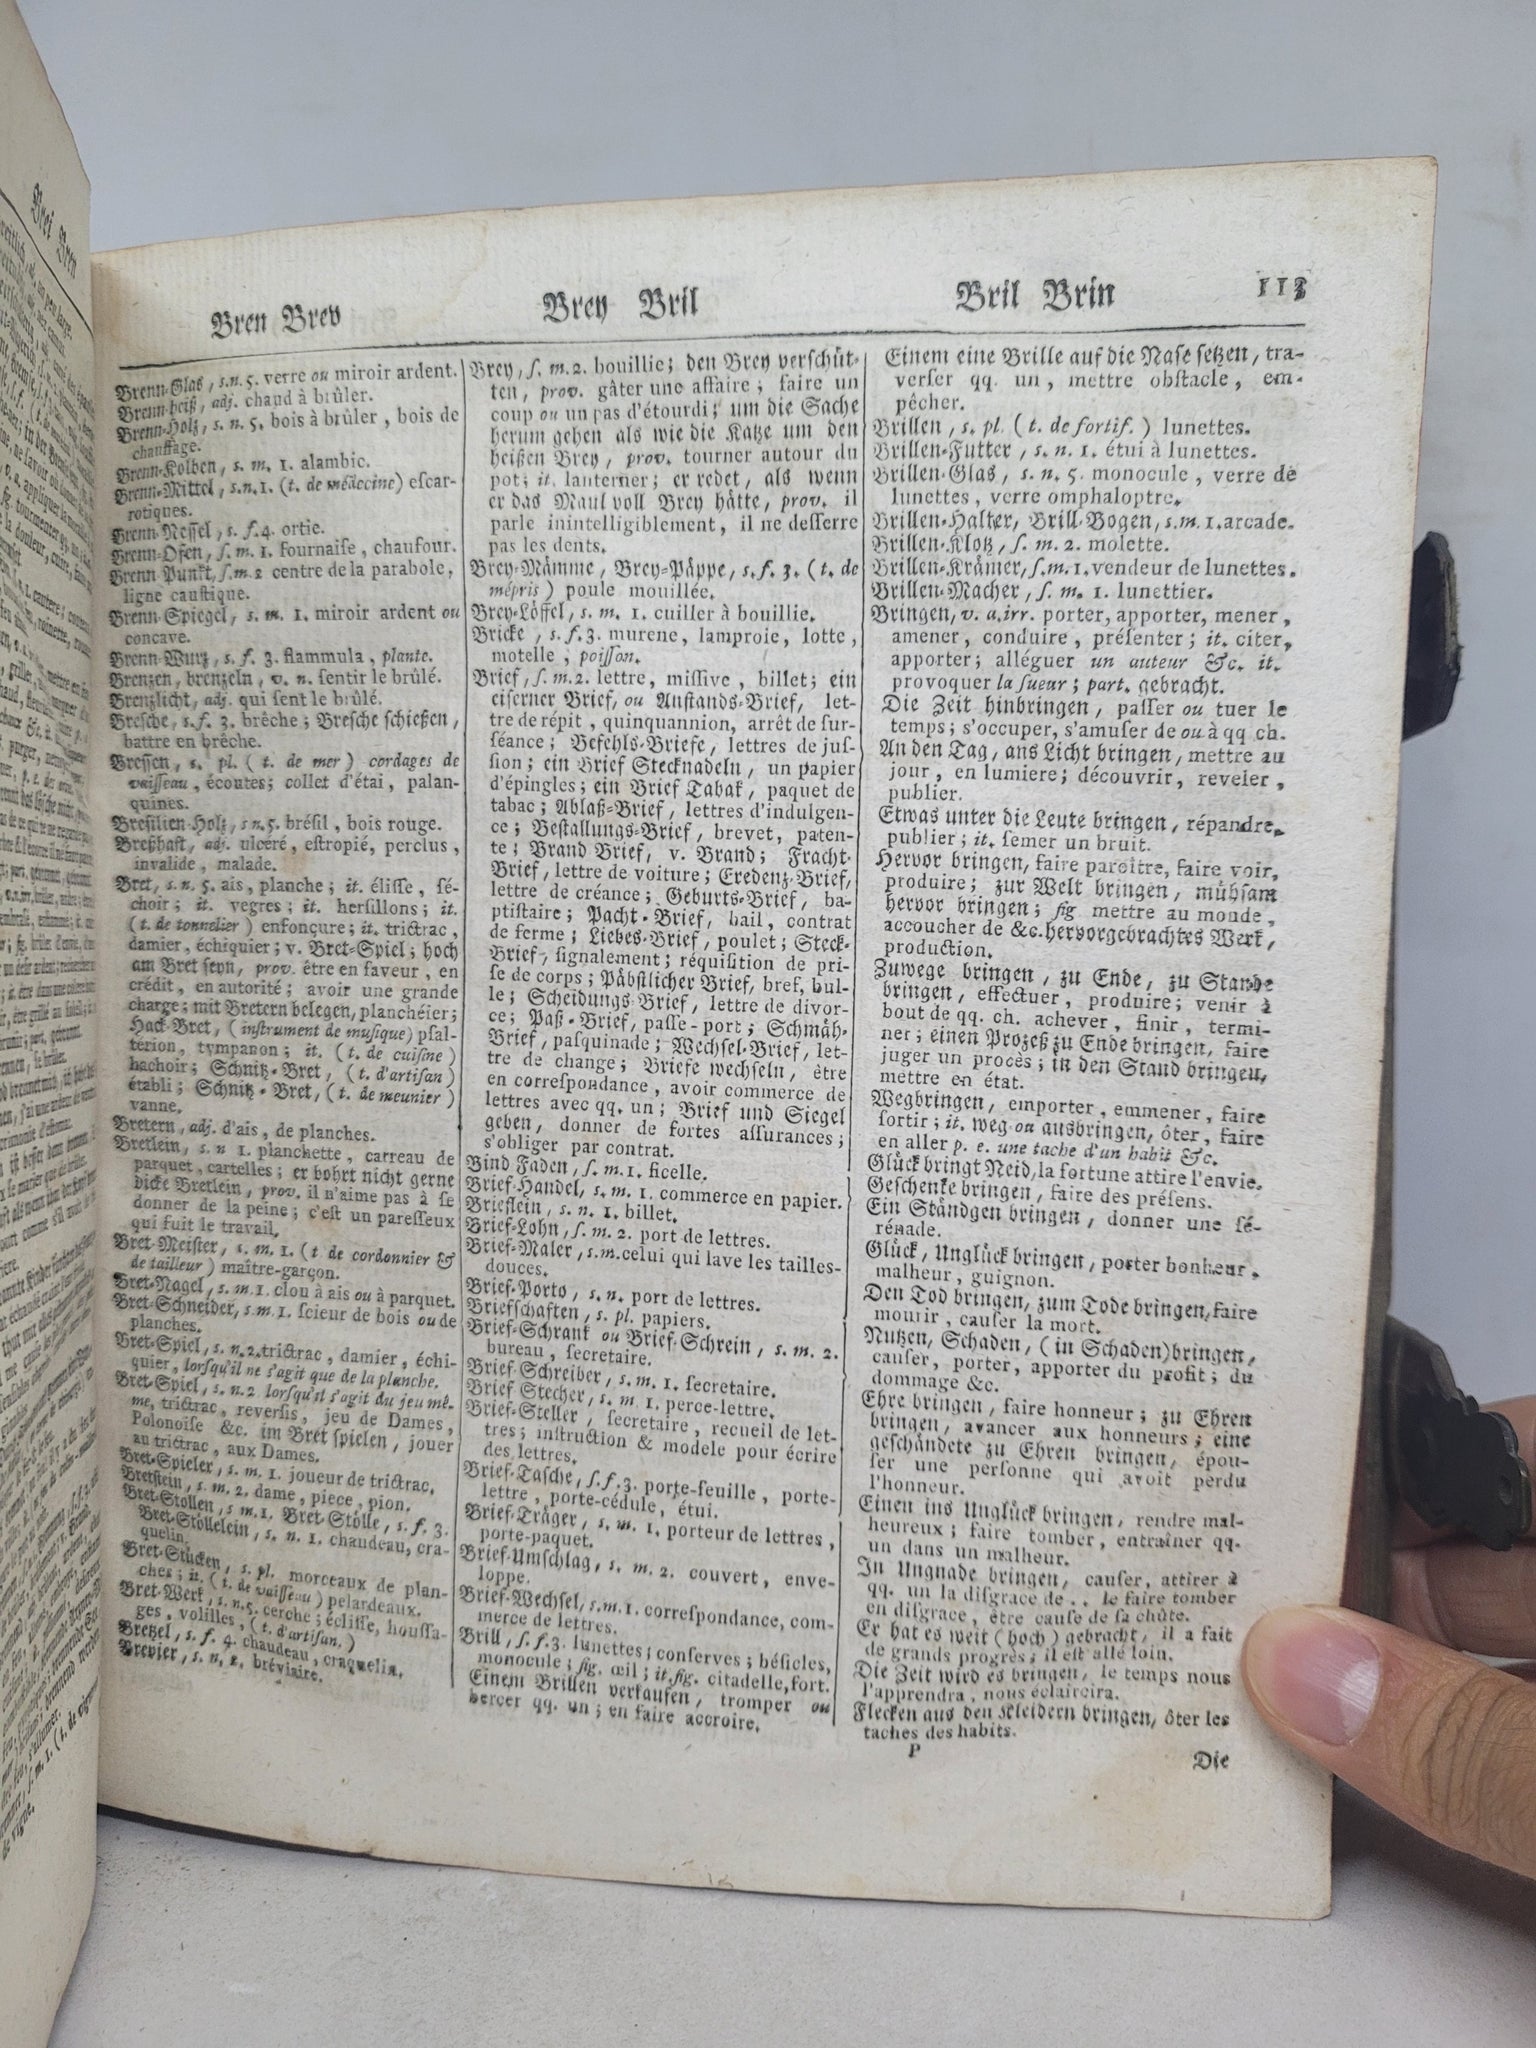 Brei Bren
Bren Brev
Brey Bril
Bril Brin
113
Brenn-Glas, s.n. 5. verre ou miroir ardent.
Brenn-heiß, adj. chaud à brûler.
Brenn-Holz, s. n. 5. bois à brûler, bois de
chauffage.
Brenn-Kolben, s. m. 1. alambic.
Brenn-Mittel, s.n. 1. (t. de médecine) eſcar-
rotiques.
Brenn-Neſſel, s. f. 4. ortie.
Brenn-Ofen, ſ. m. 1. fournaiſe, chaufour.
Brenn-Punkt, ſ.m. 2 centre de la parabole,
ligne cauſtique.
Brenn-Spiegel, s. m. 1. miroir ardent ou
concave.
Brenn-Wurz, s. f. 3. flammula, plante.
Brenzen, brenzeln, v. n. ſentir le brûlé.
Brenzlicht, adj. qui ſent le brûlé.
Breſche, s. f. 3. brêche; Breſche ſchießen,
battre en brêche.
Breſſen, s. pl. (t. de mer) cordages de
vaiſſeau, écoutes; collet d'étai, palan-
quines.
Breſilien-Holz, s.n. 5. bréſil, bois rouge.
Breßhaft, adj. ulcéré, eſtropié, perclus,
invalide, malade.
Bret, s. n. 5. ais, planche; it. éliſſe, ſé-
choir; it. vegres; it. herſillons; it.
(t. de tonnelier) enfonçure; it. trictrac,
damier, échiquier; v. Bret-Spiel; hoch
am Bret ſeyn, prov. être en faveur, en
crédit, en autorité; avoir une grande
charge; mit Bretern belegen, planchéier;
Hack-Bret, (inſtrument de muſique) pſal-
térion, tympanon; it. (t. de cuiſine)
hachoir; Schnitz-Bret, (t. d'artiſan)
établi; Schnitz-Bret, (t. de meunier)
vanne.
Bretern, adj. d'ais, de planches.
Bretlein, s. n 1. planchette, carreau de
parquet, cartelles; er bohrt nicht gerne
dicke Bretlein, prov. il n'aime pas à ſe
donner de la peine; c'eſt un pareſſeux
qui fuit le travail.
Bret-Meiſter, s. m. 1. (t de cordonnier &
de tailleur) maître-garçon.
Bret-Nagel, s. m. 1. clou à ais ou à parquet.
Bret-Schneider, s. m. 1. ſcieur de bois ou de
planches.
Bret-Spiel, s. n. 2. trictrac, damier, échi-
quier, lorſqu'il ne s'agit que de la planche.
Bret-Spiel, s. n. 2 lorſqu'il s'agit du jeu mê-
me, trictrac, reverſis, jeu de Dames,
Polonoiſe &c. im Bret ſpielen, jouer
au trictrac, aux Dames.
Bret-Spieler, s. m. 1. joueur de trictrac.
Bretſtein, s. m. 2. dame, piece, pion.
Bret-Stollen, s. m. 1. Bret-Stölle, s. f. 3.
Bret-Stöllelein, s. n. 1. chaudeau, cra-
quelin.
Bret-Stücken, s. pl. morceaux de plan-
ches; it. (t. de vaiſſeau) pelardeaux.
Bret-Werk, s. n. 5. cerche; écliſſe, houſſa-
ges, volilles, (t. d'artiſan.)
Bretzel, s. f. 4. chaudeau, craquelin.
Brevier, s. n. 2. bréviaire.
Brey, ſ. m. 2. bouillie; den Brey verſchüt-
ten, prov. gâter une affaire; faire un
coup ou un pas d'étourdi; um die Sache
herum gehen als wie die Katze um den
heißen Brey, prov. tourner autour du
pot; it. lanterner; er redet, als wenn
er das Maul voll Brey hätte, prov. il
parle inintelligiblement, il ne deſſerre
pas les dents.
Brey-Mämme, Brey-Päppe, s. f. 3. (t. de
mépris) poule mouillée.
Brey-Löffel, s. m. 1. cuiller à bouillie.
Bricke, s. f. 3. murene, lamproie, lotte,
motelle, poiſſon.
Brief, ſ. m. 2. lettre, miſſive, billet; ein
eiſerner Brief, ou Anſtands-Brief, let-
tre de répit, quinquannion, arrêt de ſur-
ſéance; Befehls-Briefe, lettres de juſ-
ſion; ein Brief Stecknadeln, un papier
d'épingles; ein Brief Tabak, paquet de
tabac; Ablaß-Brief, lettres d'indulgen-
ce; Beſtallungs-Brief, brevet, paten-
te; Brand Brief, v. Brand; Fracht-
Brief, lettre de voiture; Credenz-Brief,
lettre de créance; Geburts-Brief, ba-
ptiſtaire; Pacht-Brief, bail, contrat
de ferme; Liebes-Brief, poulet; Steck-
Brief, ſignalement; réquiſition de pri-
ſe de corps; Päbſtlicher Brief, bref, bul-
le; Scheidungs-Brief, lettre de divor-
ce; Paß-Brief, paſſe-port; Schmäh-
Brief, paſquinade; Wechſel-Brief, let-
tre de change; Briefe wechſeln, être
en correſpondance, avoir commerce de
lettres avec qq. un; Brief und Siegel
geben, donner de fortes aſſurances;
s'obliger par contrat.
Bind Faden, ſ. m. 1. ficelle.
Brief-Handel, s. m. 1. commerce en papier.
Brieflein, s. n. 1. billet.
Brief-Lohn, ſ. m. 2. port de lettres.
Brief-Maler, s.m. celui qui lave les tailles-
douces.
Brief-Porto, s. n. port de lettres.
Briefſchaften, s. pl. papiers.
Brief-Schrank ou Brief-Schrein, s. m. 2.
bureau, ſecretaire.
Brief-Schreiber, s. m. 1. ſecretaire.
Brief Stecher, s. m. 1. perce-lettre.
Brief-Steller, ſecretaire, recueil de let-
tres; inſtruction & modele pour écrire
des lettres.
Brief-Taſche, ſ. f. 3. porte-feuille, porte-
lettre, porte-cédule, étui.
Brief-Träger, s. m. 1. porteur de lettres,
porte-paquet.
Brief-Umſchlag, s. m. 2. couvert, enve-
loppe.
Brief-Wechſel, s.m. 1. correſpondance, com-
merce de lettres.
Brill, ſ. f. 3. lunettes; conſerves; béſicles,
monocule; fig. œil; it. fig. citadelle, fort.
Einem Brillen verkaufen, tromper ou
bercer qq. un; en faire accroire.
Einem eine Brille auf die Naſe ſetzen, tra-
verſer qq. un, mettre obſtacle, em-
pêcher.
Brillen, s. pl. (t. de fortif.) lunettes.
Brillen-Futter, s. n. 1. étui à lunettes.
Brillen-Glas, s. n. 5. monocule, verre de
lunettes, verre omphaloptre.
Brillen-Halter, Brill-Bogen, s.m. 1. arcade.
Brillen-Klotz, ſ. m. 2. molette.
Brillen-Krämer, ſ.m. 1. vendeur de lunettes.
Brillen-Macher, ſ. m. 1. lunettier.
Bringen, v. a. irr. porter, apporter, mener,
amener, conduire, préſenter; it. citer,
apporter; alléguer un auteur &c. it.
provoquer la ſueur; part. gebracht.
Die Zeit hinbringen, paſſer ou tuer le
temps; s'occuper, s'amuſer de ou à qq ch.
An den Tag, ans Licht bringen, mettre au
jour, en lumiere; découvrir, reveler,
publier.
Etwas unter die Leute bringen, répandre,
publier; it. ſemer un bruit.
Hervor bringen, faire paroître, faire voir,
produire; zur Welt bringen, mühſam
hervor bringen; fig mettre au monde,
accoucher de &c. hervorgebrachtes Werk,
production.
Zuwege bringen, zu Ende, zu Stande
bringen, effectuer, produire; venir à
bout de qq. ch. achever, finir, termi-
ner; einen Prozeß zu Ende bringen, faire
juger un procès; in den Stand bringen,
mettre en état.
Wegbringen, emporter, emmener, faire
ſortir; it. weg ou ausbringen, ôter, faire
en aller p. e. une tache d'un habit &c.
Glück bringt Neid, la fortune attire l'envie.
Geſchenke bringen, faire des préſens.
Ein Ständgen bringen, donner une ſé-
rénade.
Glück, Unglück bringen, porter bonheur,
malheur, guignon.
Den Tod bringen, zum Tode bringen, faire
mourir, cauſer la mort.
Nutzen, Schaden, (in Schaden) bringen,
cauſer, porter, apporter du profit; du
dommage &c.
Ehre bringen, faire honneur; zu Ehren
bringen, avancer aux honneurs; eine
geſchändete zu Ehren bringen, épou-
ſer une perſonne qui avoit perdu
l'honneur.
Einen ins Unglück bringen, rendre mal-
heureux; faire tomber, entraîner qq.
un dans un malheur.
In Ungnade bringen, cauſer, attirer à
qq. un la diſgrace de . . le faire tomber
en diſgrace, être cauſe de ſa chûte.
Er hat es weit (hoch) gebracht, il a fait
de grands progrès; il eſt allé loin.
Die Zeit wird es bringen, le temps nous
l'apprendra, nous éclaircira.
Flecken aus den Kleidern bringen, ôter les
taches des habits.
P
Die